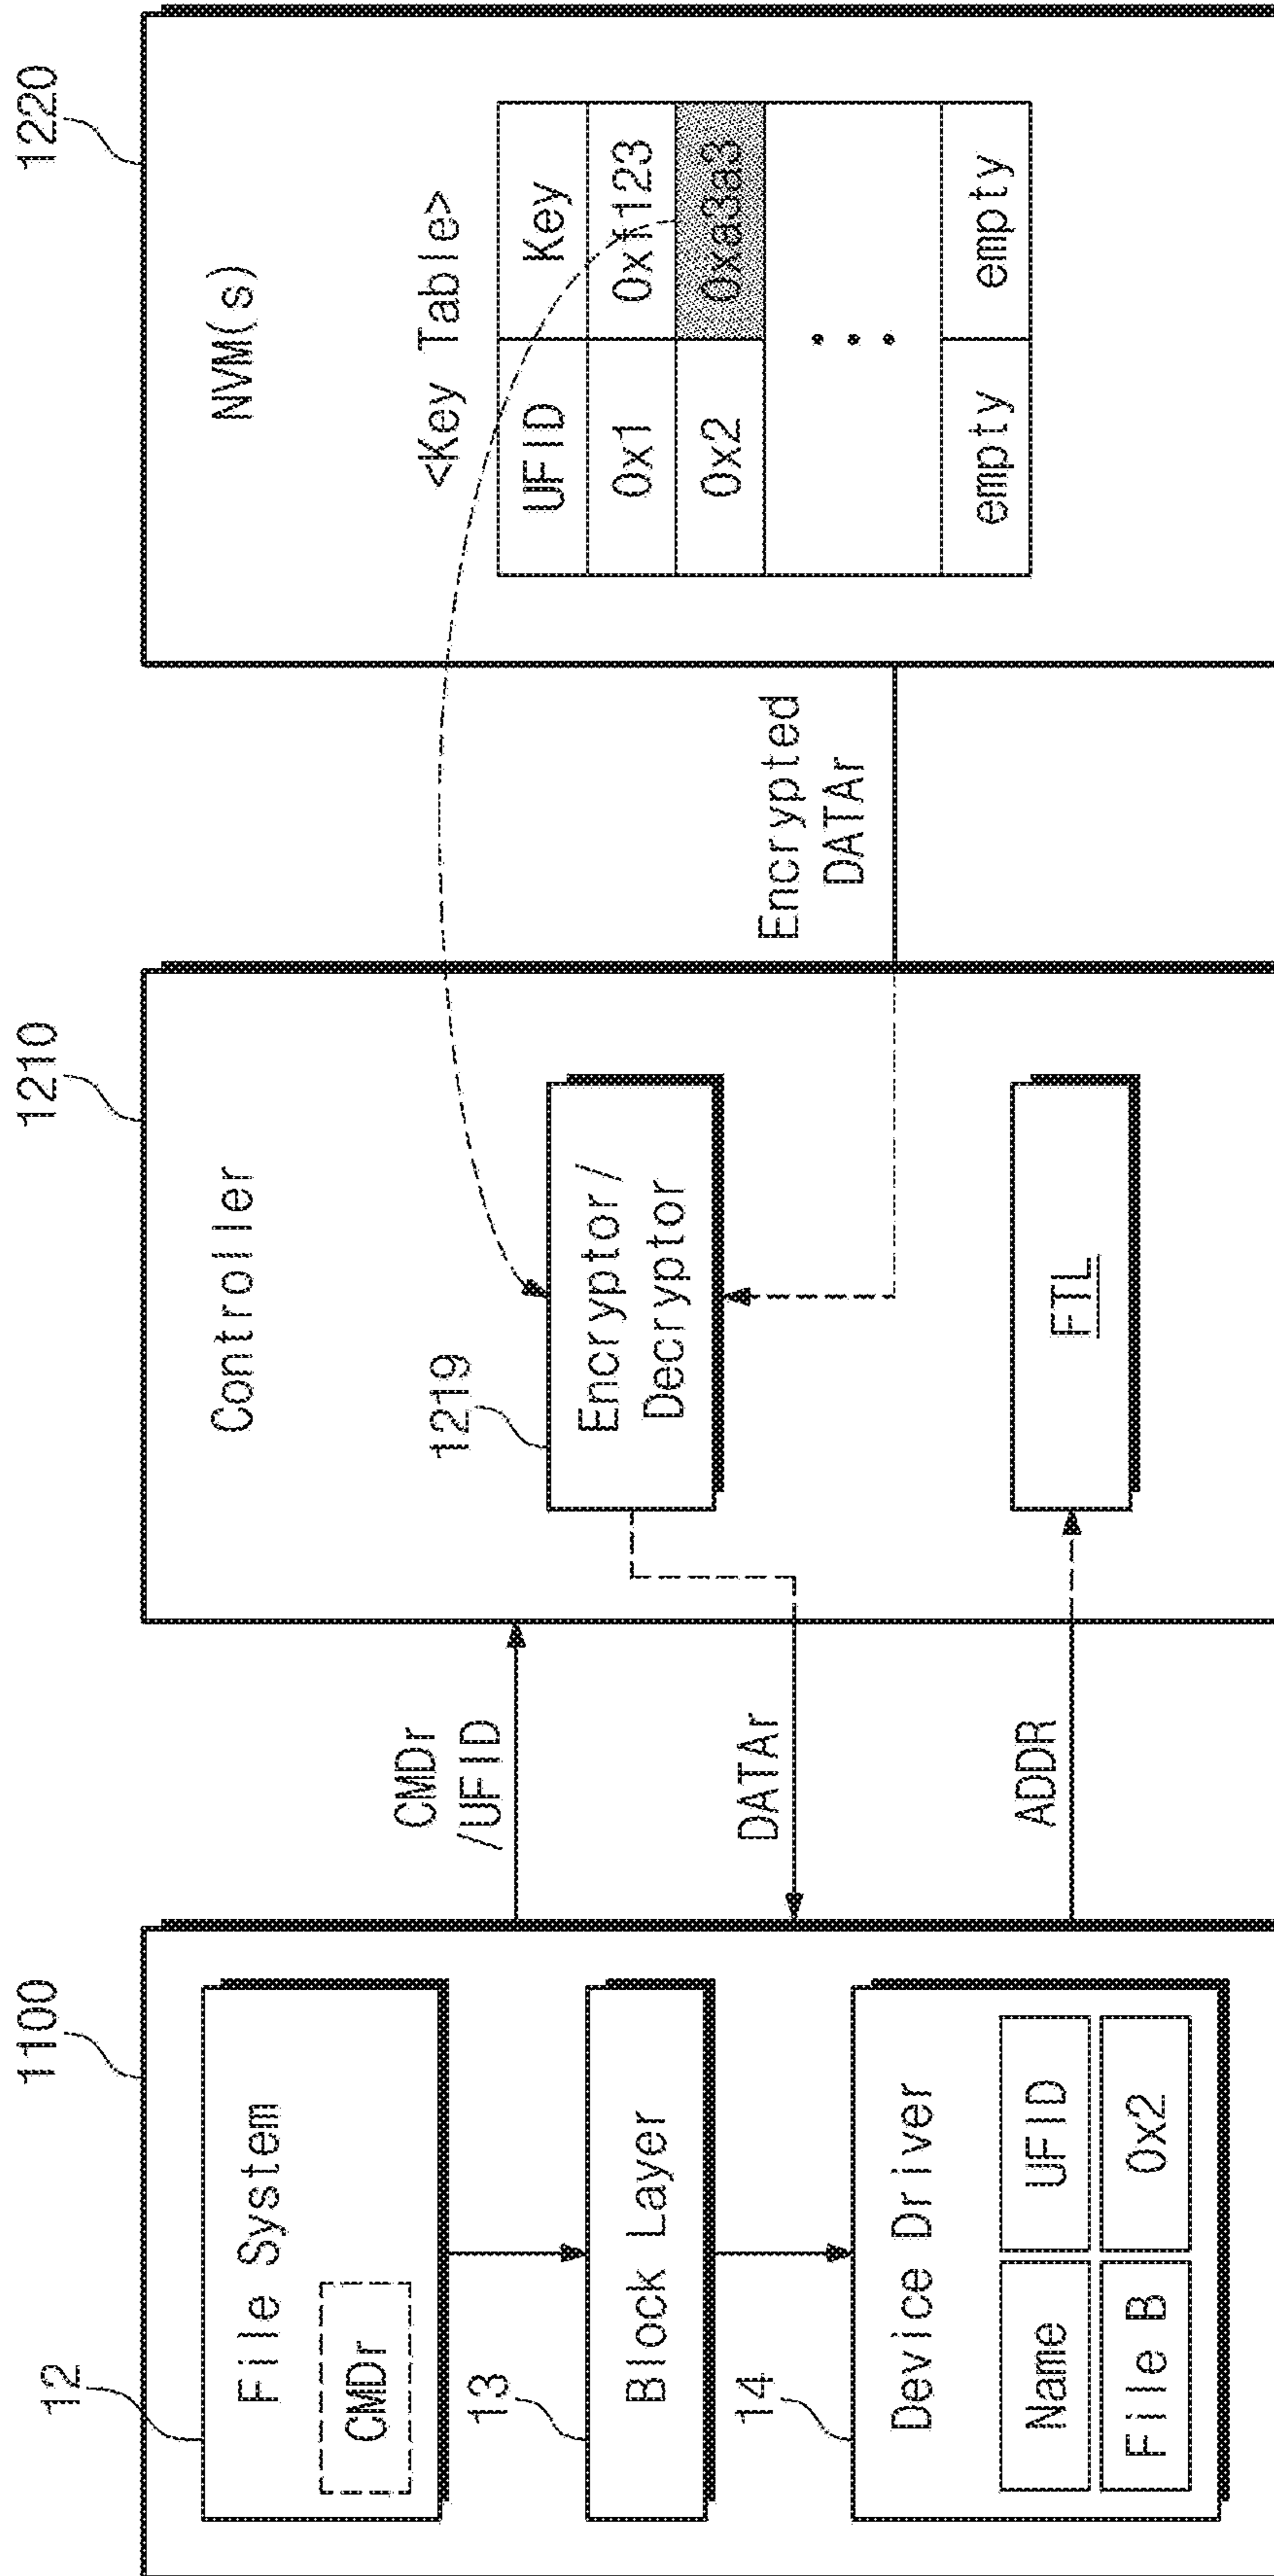 1100
12
File System
CMDr
13
Block Layer
14
Device Driver
Name
UFID
File B
0x2
CMDr
/UFID
DATAr
ADDR
1210
Controller
1219
Encryptor/
Decryptor
FTL
Encrypted
DATAr
1220
NVM(s)
<Key Table>
UFID
Key
0x1
0x1123
0x2
0xa3a3
empty
empty